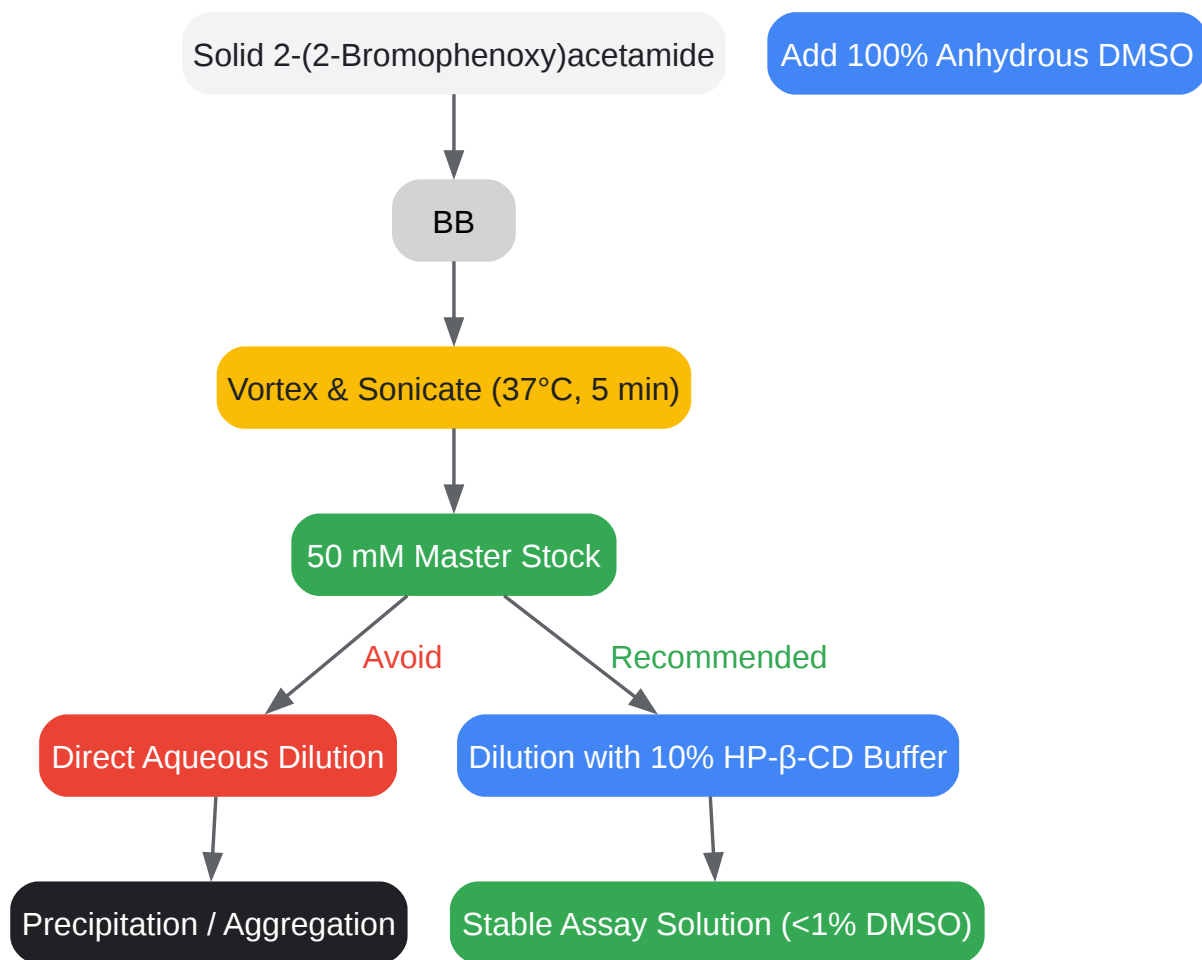 Solid 2-(2-Bromophenoxy)acetamide
Add 100% Anhydrous DMSO
BB
Vortex & Sonicate (37°C, 5 min)
50 mM Master Stock
Avoid
Recommended
Direct Aqueous Dilution
Dilution with 10% HP-β-CD Buffer
Precipitation / Aggregation
Stable Assay Solution (<1% DMSO)